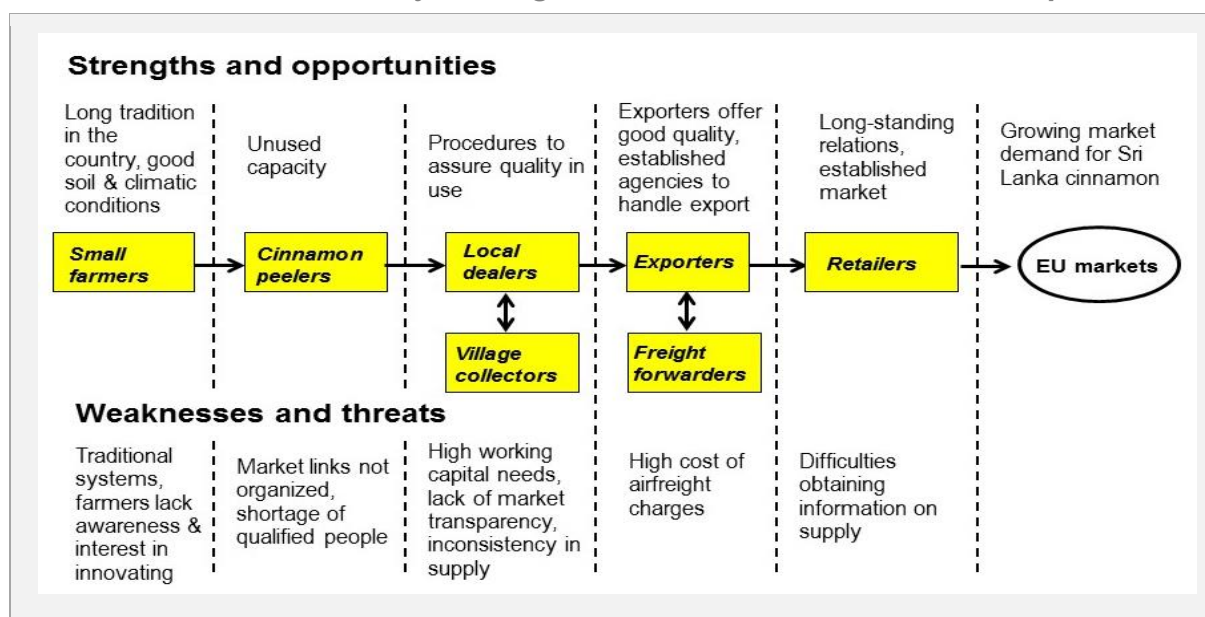 Strengths and opportunities
Long tradition
in the
country, good
soil & climatic
conditions
Unused
capacity
Procedures to
assure quality in
use
Exporters offer
good quality,
established
agencies to
handle export
Long-standing
relations,
established
market
Growing market
demand for Sri
Lanka cinnamon
Small
farmers
Cinnamon
peelers
Local
dealers
Exporters
Retailers
EU markets
Village
collectors
Freight
forwarders
Weaknesses and threats
Traditional
systems,
farmers lack
awareness &
interest in
innovating
Market links not
organized,
shortage of
qualified people
High working
capital needs,
lack of market
transparency,
inconsistency in
supply
High cost of
airfreight
charges
Difficulties
obtaining
information on
supply